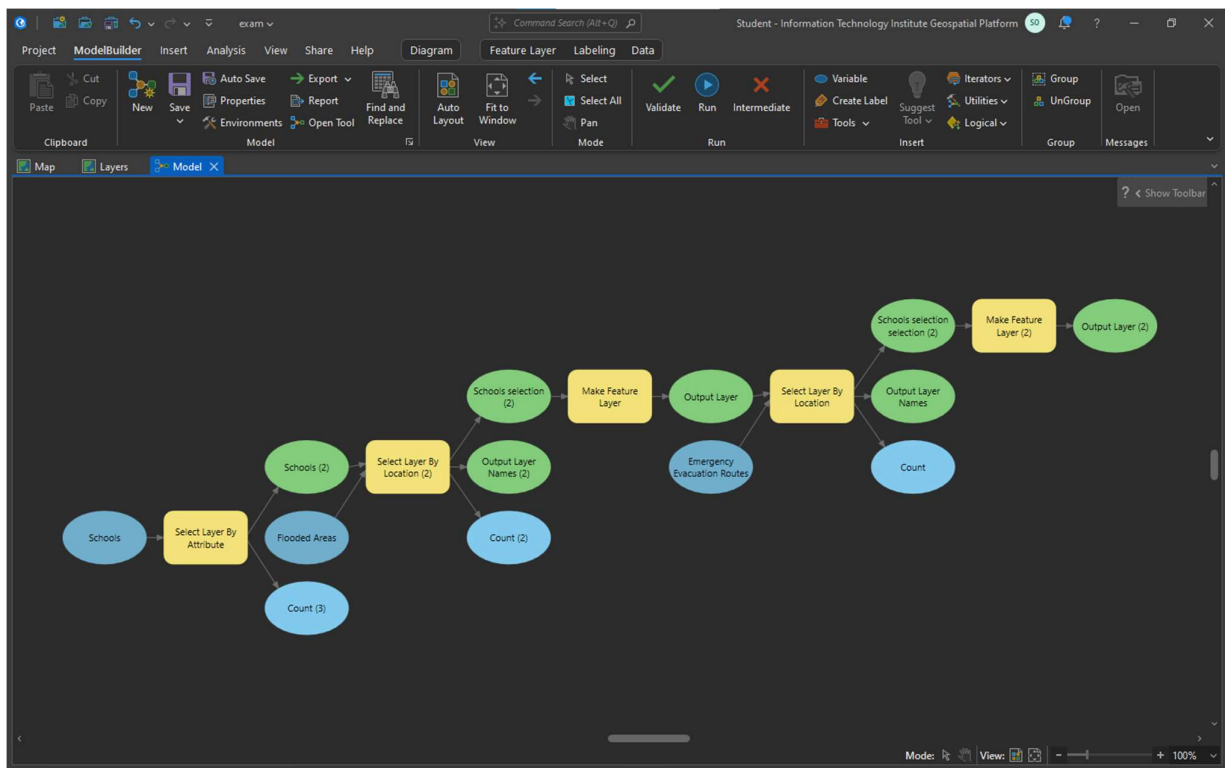 exam
Command Search (Alt+Q)
Student - Information Technology Institute Geospatial Platform
SO
?
Project
ModelBuilder
Insert
Analysis
View
Share
Help
Diagram
Feature Layer
Labeling
Data
Paste
Cut
Copy
Clipboard
New
Save
Auto Save
Properties
Environments
Export
Report
Open Tool
Find and
Replace
Model
Auto
Layout
Fit to
Window
View
Select
Select All
Pan
Mode
Validate
Run
Intermediate
Run
Variable
Create Label
Tools
Suggest
Tool
Iterators
Utilities
Logical
Insert
Group
UnGroup
Group
Open
Messages
Map
Layers
Model
? Show Toolbar
Schools selection
selection (2)
Make Feature
Layer (2)
Output Layer (2)
Schools selection
(2)
Make Feature
Layer
Output Layer
Select Layer By
Location
Output Layer
Names
Schools (2)
Select Layer By
Location (2)
Output Layer
Names (2)
Emergency
Evacuation Routes
Count
Schools
Select Layer By
Attribute
Flooded Areas
Count (2)
Count (3)
Mode:
View:
100%